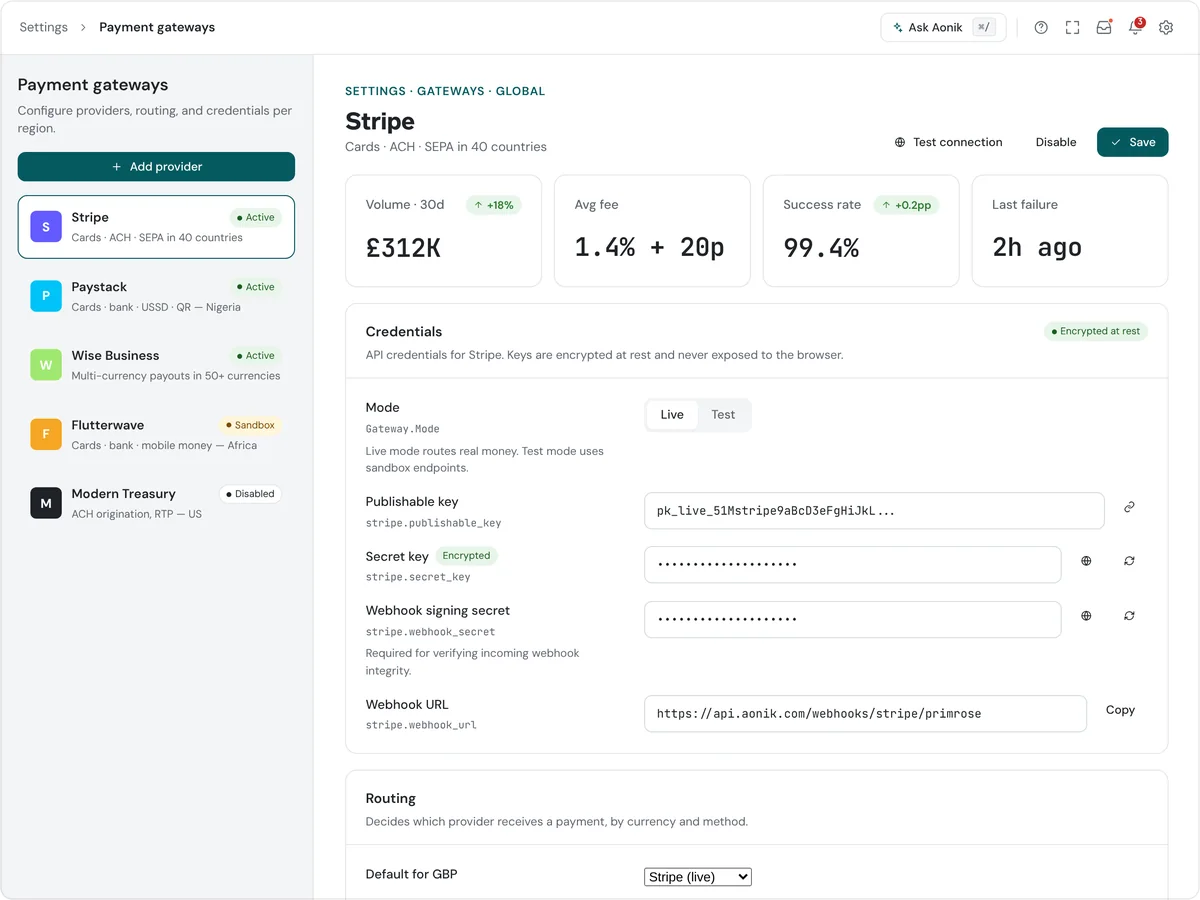 Settings > Payment gateways
Ask Aonik ⌘/
3
Payment gateways
Configure providers, routing, and credentials per
region.
+ Add provider
S
Stripe
Active
Cards · ACH · SEPA in 40 countries
P
Paystack
Active
Cards · bank · USSD · QR — Nigeria
W
Wise Business
Active
Multi-currency payouts in 50+ currencies
F
Flutterwave
Sandbox
Cards · bank · mobile money — Africa
M
Modern Treasury
Disabled
ACH origination, RTP — US
SETTINGS · GATEWAYS · GLOBAL
Stripe
Cards · ACH · SEPA in 40 countries
Test connection
Disable
Save
Volume · 30d
↑ +18%
£312K
Avg fee
1.4% + 20p
Success rate
↑ +0.2pp
99.4%
Last failure
2h ago
Credentials
Encrypted at rest
API credentials for Stripe. Keys are encrypted at rest and never exposed to the browser.
Mode
Gateway.Mode
Live mode routes real money. Test mode uses
sandbox endpoints.
Live Test
Publishable key
stripe.publishable_key
pk_live_51Mstripe9aBcD3eFgHiJkL...
Secret key Encrypted
stripe.secret_key
••••••••••••••••••••
Webhook signing secret
stripe.webhook_secret
Required for verifying incoming webhook
integrity.
••••••••••••••••••••
Webhook URL
stripe.webhook_url
https://api.aonik.com/webhooks/stripe/primrose
Copy
Routing
Decides which provider receives a payment, by currency and method.
Default for GBP
Stripe (live)